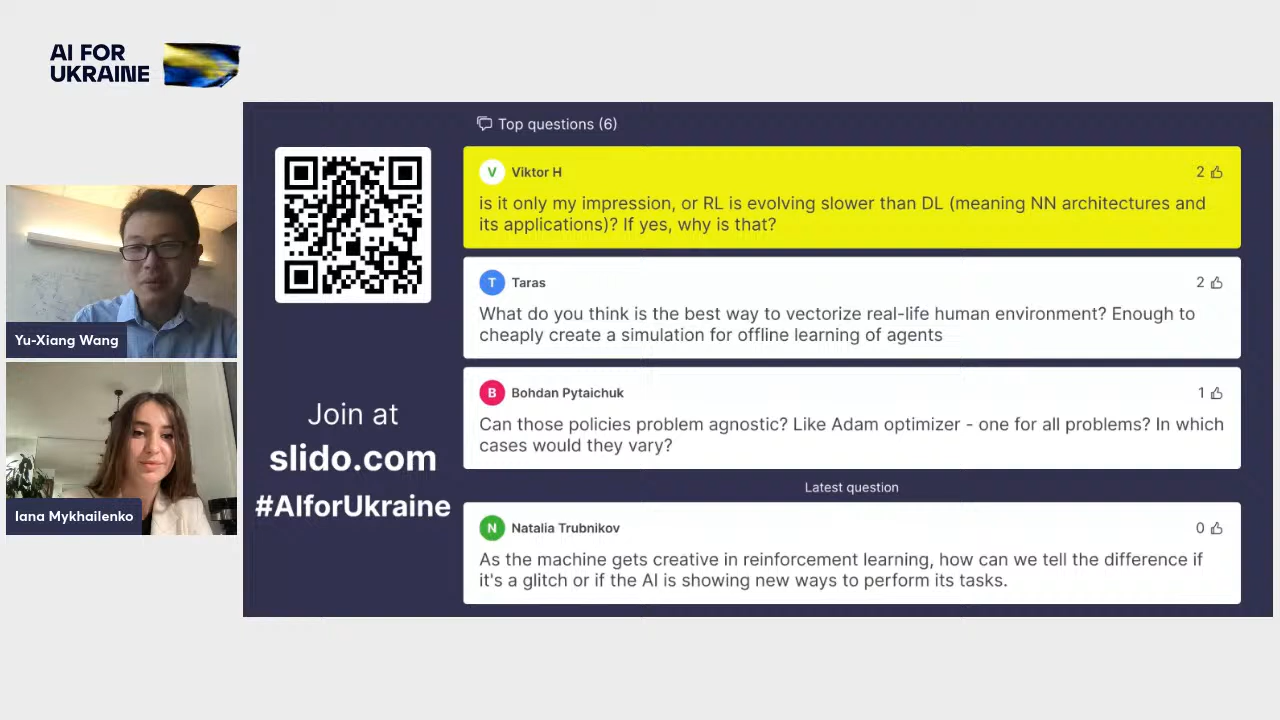 AI FOR
UKRAINE
Top questions (6)
V
Viktor H
2
is it only my impression, or RL is evolving slower than DL (meaning NN architectures and
its applications)? If yes, why is that?
T
Taras
2
What do you think is the best way to vectorize real-life human environment? Enough to
cheaply create a simulation for offline learning of agents
B
Bohdan Pytaichuk
1
Can those policies problem agnostic? Like Adam optimizer - one for all problems? In which
cases would they vary?
Latest question
N
Natalia Trubnikov
0
As the machine gets creative in reinforcement learning, how can we tell the difference if
it's a glitch or if the AI is showing new ways to perform its tasks.
Join at
slido.com
#AIforUkraine
Yu-Xiang Wang
Iana Mykhailenko